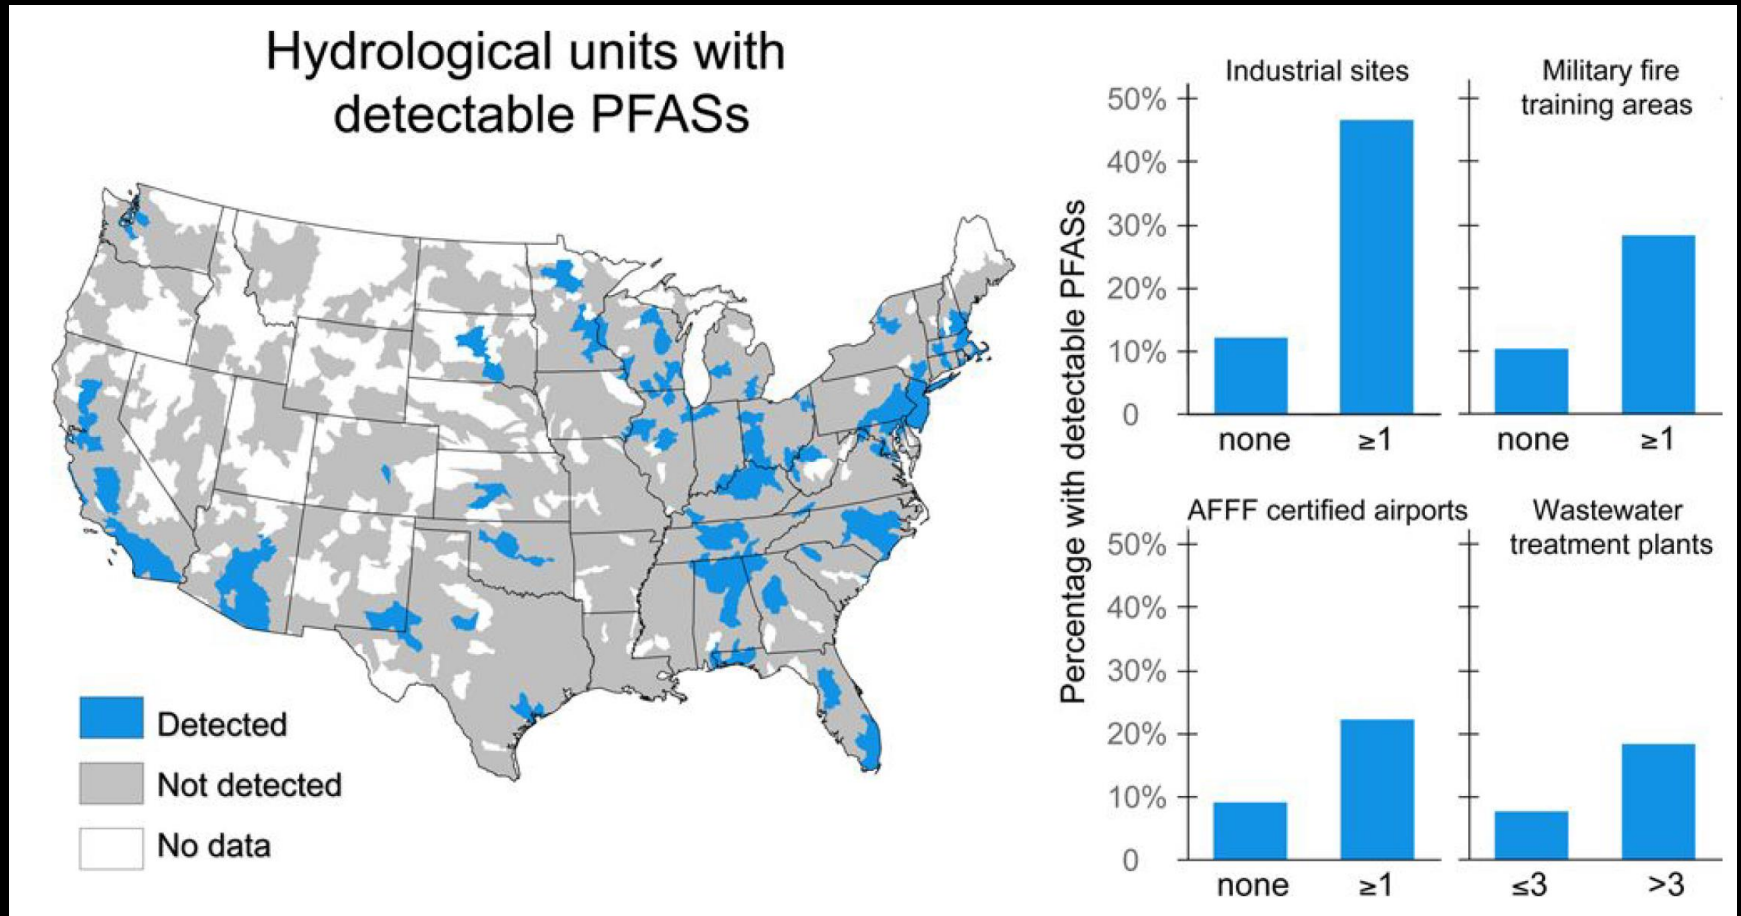 Hydrological units with
detectable PFASs
Detected
Not detected
No data
Percentage with detectable PFASs
Industrial sites
50%
40%
30%
20%
10%
0
none
≥1
Military fire
training areas
none
≥1
AFFF certified airports
50%
40%
30%
20%
10%
0
none
≥1
Wastewater
treatment plants
≤3
>3